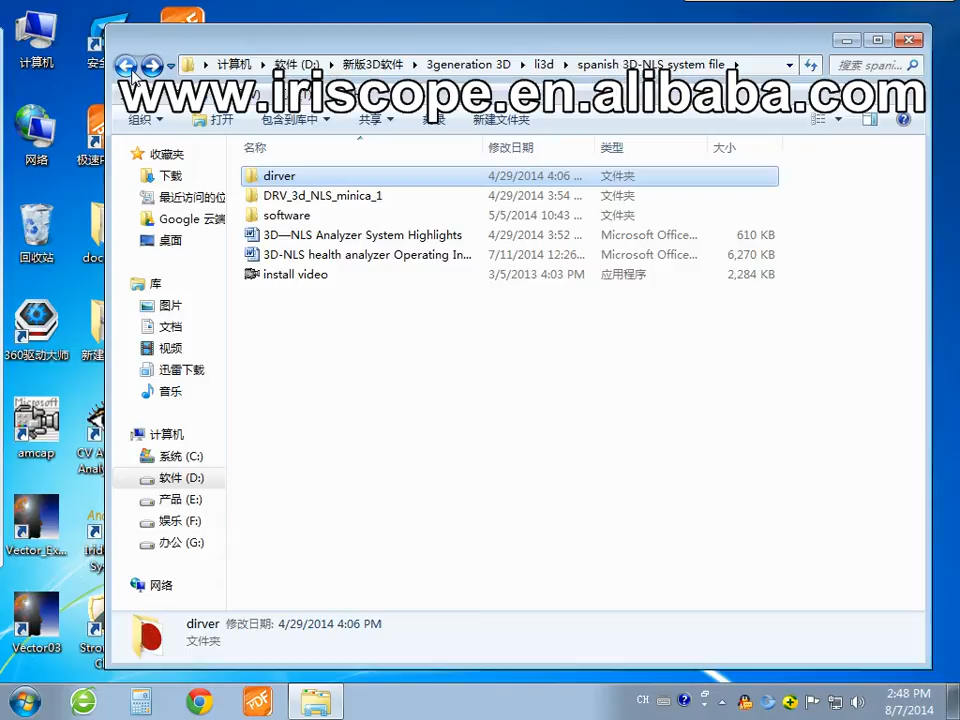 计算机
网络
回收站
360驱动大师
amcap
Vector_Ex...
Vector03
计算机 ▸ 软件 (D:) ▸ 新版3D软件 ▸ 3generation 3D ▸ li3d ▸ spanish 3D-NLS system file ▸
搜索 spani...
www.iriscope.en.alibaba.com
组织 打开 包含到库中 共享 新建文件夹
名称 修改日期 类型 大小
dirver 4/29/2014 4:06 ... 文件夹
DRV_3d_NLS_minica_1 4/29/2014 3:54 ... 文件夹
software 5/5/2014 10:43 ... 文件夹
3D—NLS Analyzer System Highlights 4/29/2014 3:52 ... Microsoft Office... 610 KB
3D-NLS health analyzer Operating In... 7/11/2014 12:26... Microsoft Office... 6,270 KB
install video 3/5/2013 4:03 PM 应用程序 2,284 KB
收藏夹
下载
最近访问的位
Google 云端
桌面
库
图片
文档
视频
迅雷下载
音乐
计算机
系统 (C:)
软件 (D:)
产品 (E:)
娱乐 (F:)
办公 (G:)
网络
dirver 修改日期: 4/29/2014 4:06 PM
文件夹
PDF
CH
2:48 PM
8/7/2014